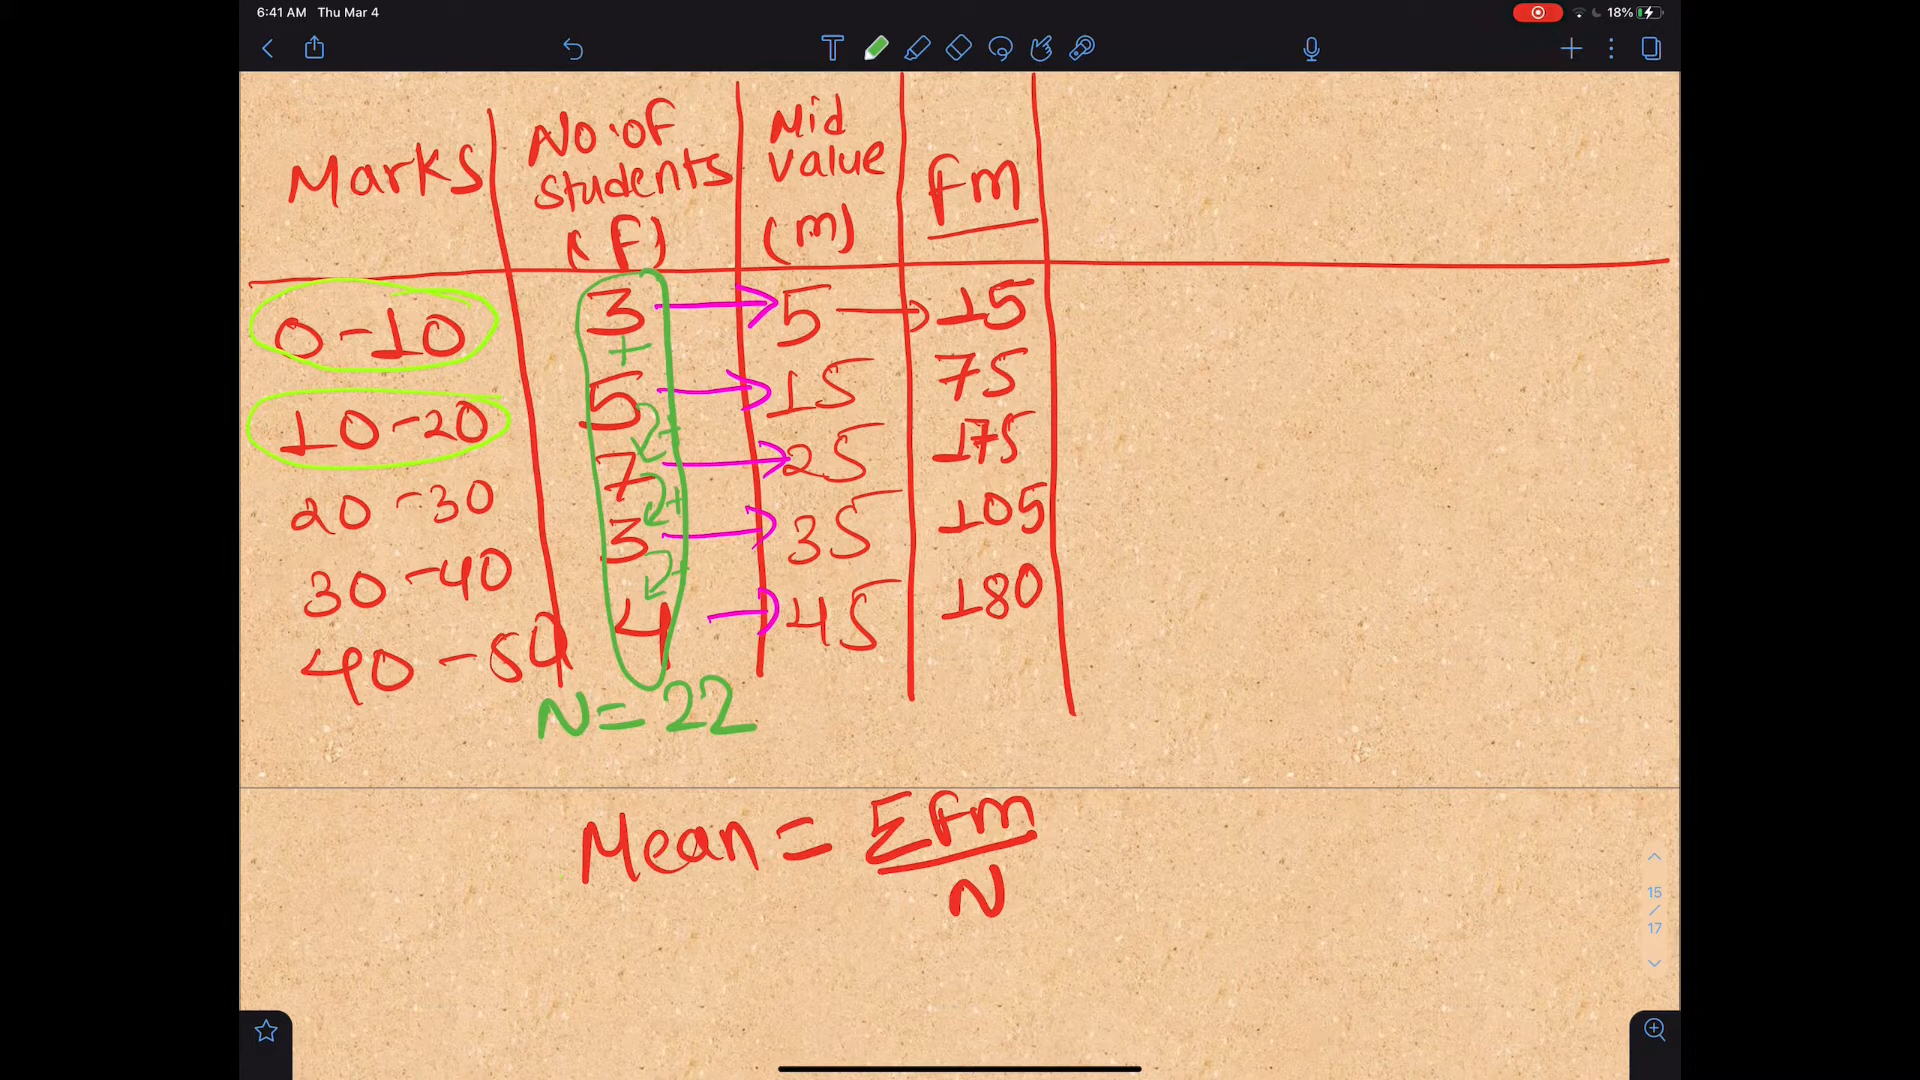 6:41 AM Thu Mar 4
18%
T
Marks
No. of students (F)
Mid value (m)
Fm
0-10 3 5 15
+
10-20 5 15 75
+
20-30 7 25 175
+
30-40 3 35 105
+
40-50 4 45 180
N=22
Mean = ΣFm
N
15
/
17